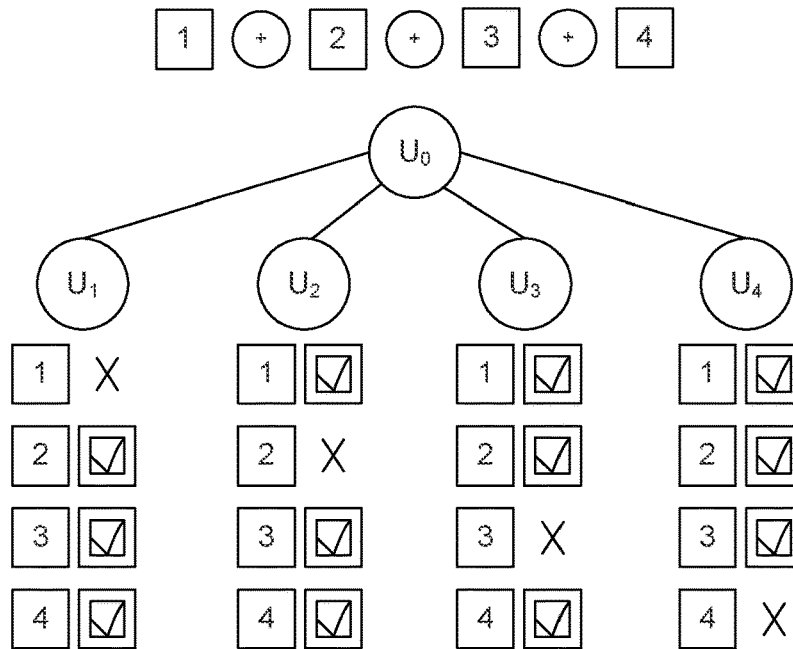 1 + 2 + 3 + 4
U₀
U₁ U₂ U₃ U₄
1 X 1 1 1
2 2 X 2 2
3 3 3 X 3
4 4 4 4 X